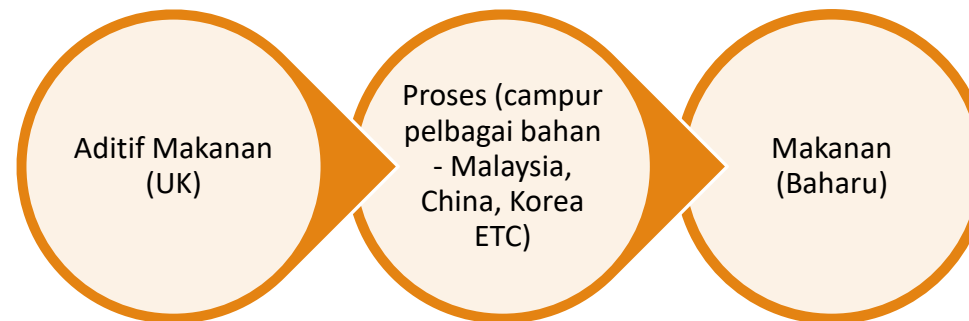 Aditif Makanan
(UK)
Proses (campur
pelbagai bahan
- Malaysia,
China, Korea
ETC)
Makanan
(Baharu)